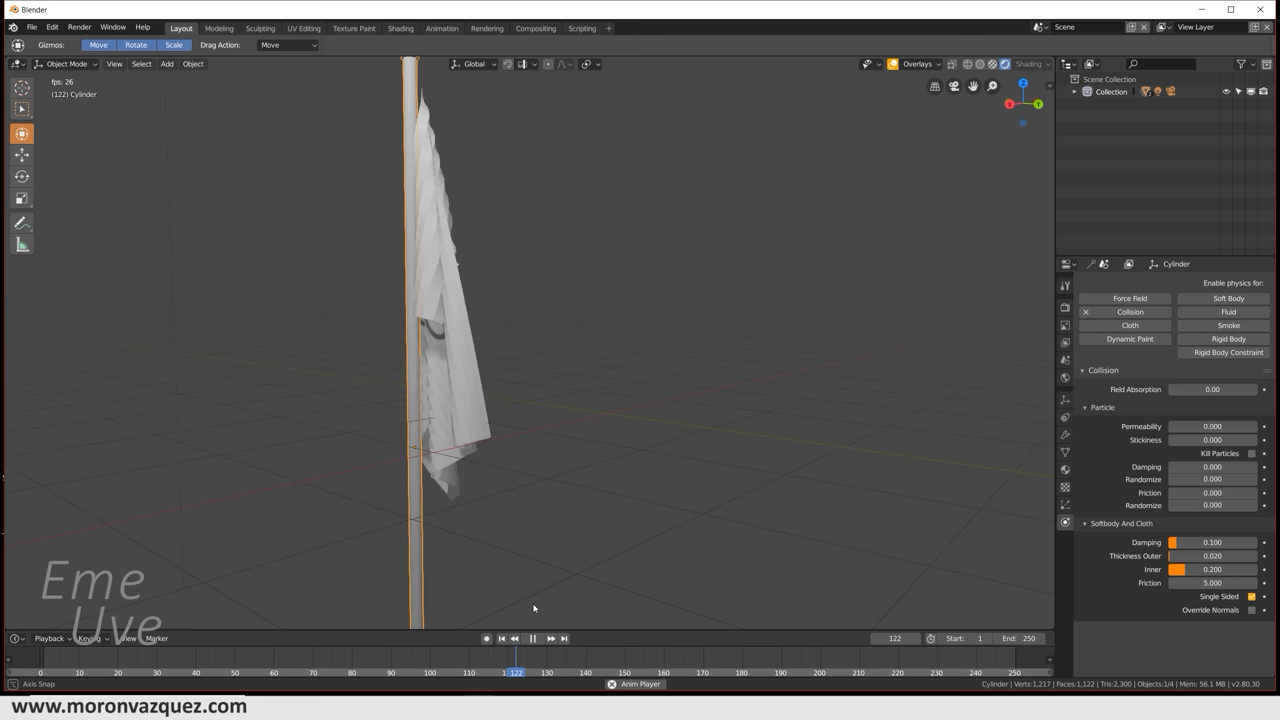 Blender
File Edit Render Window Help Layout Modeling Sculpting UV Editing Texture Paint Shading Animation Rendering Compositing Scripting + Scene View Layer
Gizmos: Move Rotate Scale Drag Action: Move
Object Mode View Select Add Object Global Overlays Shading
fps: 26
(122) Cylinder
Z
X
Y
Scene Collection
Collection
Cylinder
Enable physics for:
Force Field Soft Body
Collision Fluid
Cloth Smoke
Dynamic Paint Rigid Body
Rigid Body Constraint
Collision
Field Absorption 0.00
Particle
Permeability 0.000
Stickiness 0.000
Kill Particles
Damping 0.000
Randomize 0.000
Friction 0.000
Randomize 0.000
Softbody And Cloth
Damping 0.100
Thickness Outer 0.020
Inner 0.200
Friction 5.000
Single Sided
Override Normals
Eme
Uve
Playback Keying View Marker 122 Start: 1 End: 250
0 10 20 30 40 50 60 70 80 90 100 110 122 130 140 150 160 170 180 190 200 210 220 230 240 250
Axis Snap Anim Player Cylinder | Verts:1,217 | Faces:1,122 | Tris:2,300 | Objects:1/4 | Mem: 56.1 MB | v2.80.30
www.moronvazquez.com